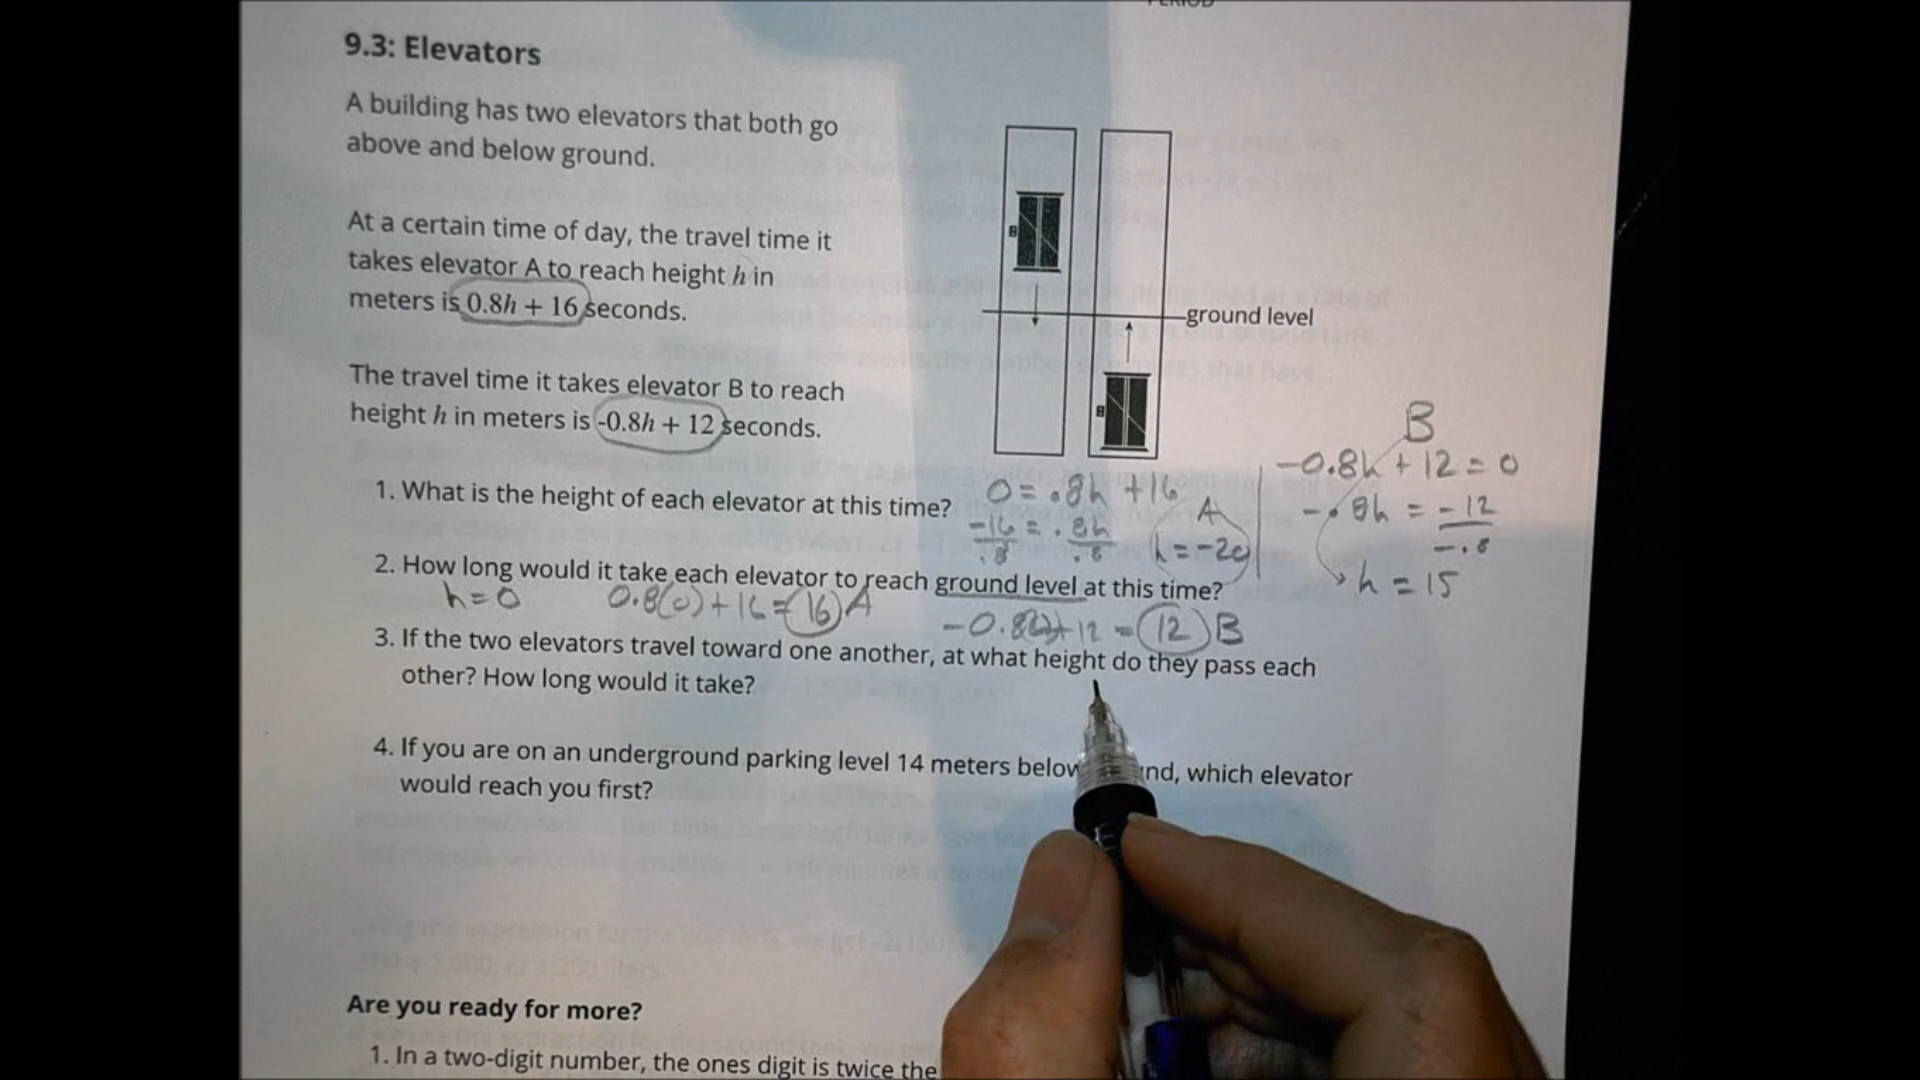 9.3: Elevators
A building has two elevators that both go
above and below ground.
At a certain time of day, the travel time it
takes elevator A to reach height h in
meters is 0.8h + 16 seconds.
ground level
The travel time it takes elevator B to reach
height h in meters is -0.8h + 12 seconds.
B
-0.8h + 12 = 0
-.8h = -12
-.8
h = 15
1. What is the height of each elevator at this time?
0 = .8h + 16
-16 = .8h
.8 .8
A
h = -20
2. How long would it take each elevator to reach ground level at this time?
h = 0 0.8(0) + 16 = 16 A
-0.8(0)+12 = 12 B
3. If the two elevators travel toward one another, at what height do they pass each
other? How long would it take?
4. If you are on an underground parking level 14 meters below nd, which elevator
would reach you first?
Are you ready for more?
1. In a two-digit number, the ones digit is twice the